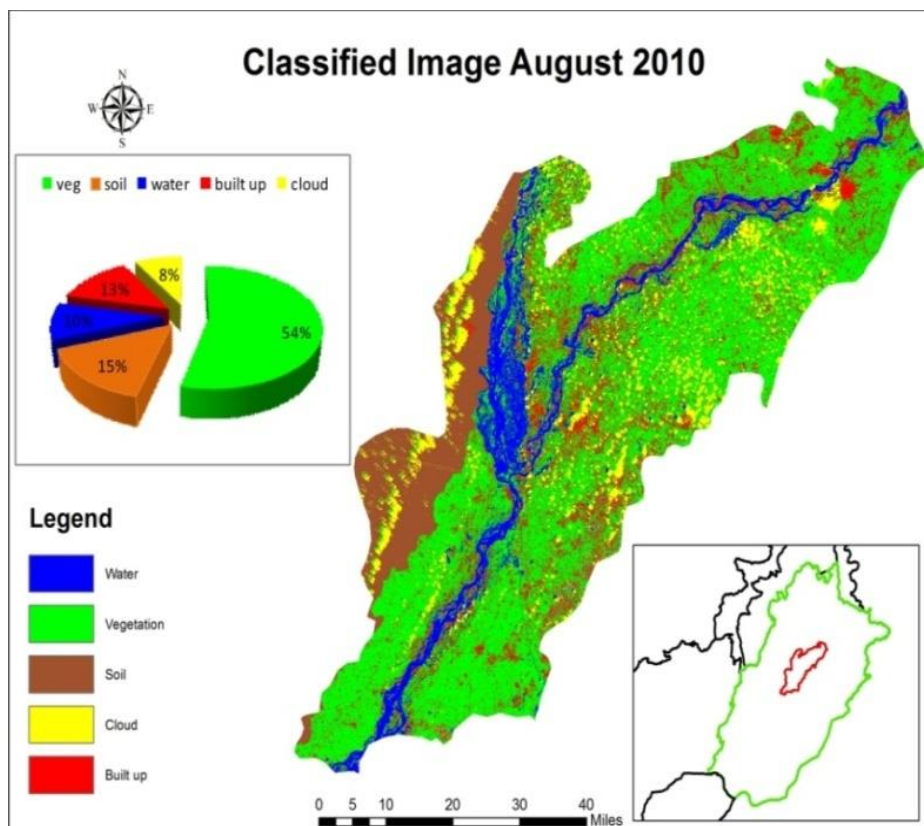 Classified Image August 2010
N
W E
S
veg soil water built up cloud
8%
13%
54%
10%
15%
Legend
Water
Vegetation
Soil
Cloud
Built up
0 5 10 20 30 40
Miles